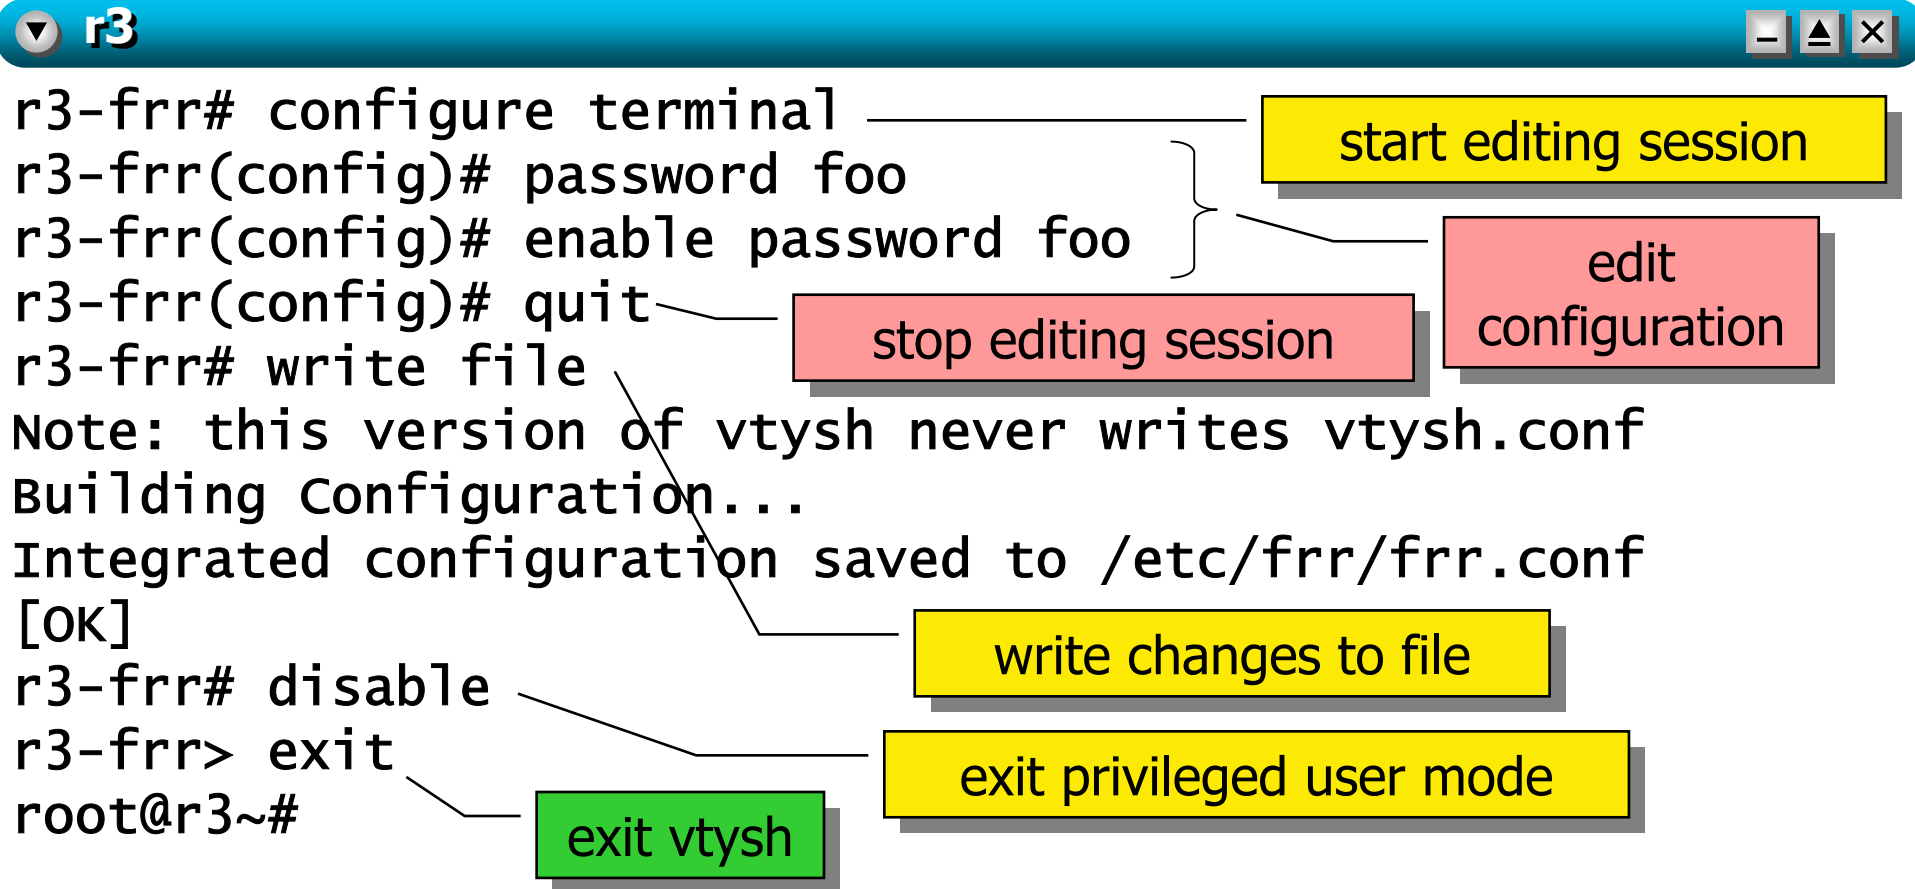 r3
r3-frr# configure terminal
start editing session
r3-frr(config)# password foo
r3-frr(config)# enable password foo
edit
configuration
r3-frr(config)# quit
stop editing session
r3-frr# write file
Note: this version of vtysh never writes vtysh.conf
Building Configuration...
Integrated configuration saved to /etc/frr/frr.conf
[OK]
write changes to file
r3-frr# disable
exit privileged user mode
r3-frr> exit
exit vtysh
root@r3~#